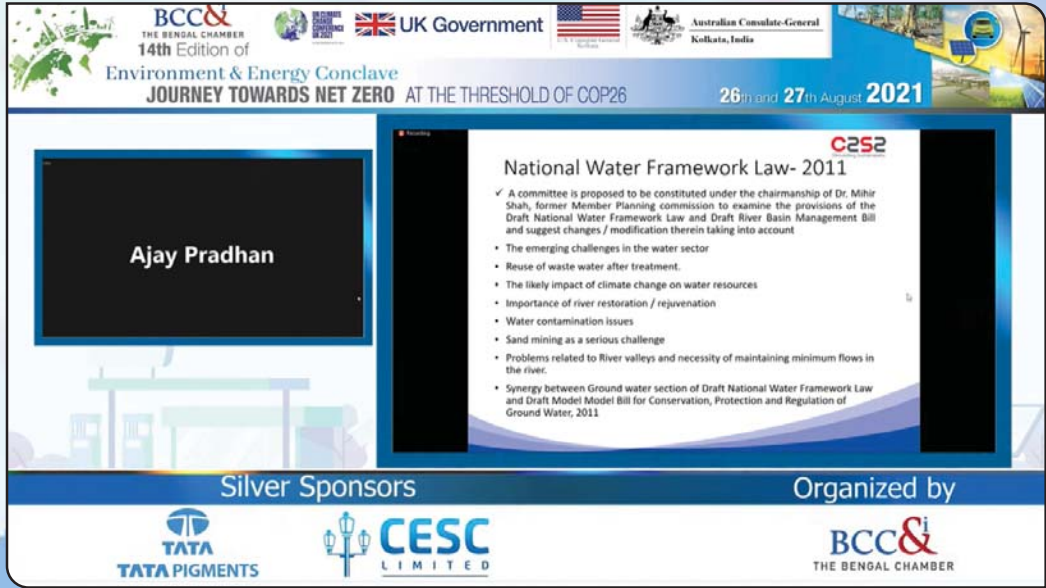 BCC&i
THE BENGAL CHAMBER
14th Edition of
UN CLIMATE
CHANGE
CONFERENCE
UK 2021
UK Government
Australian Consulate-General
Kolkata, India
Environment & Energy Conclave
JOURNEY TOWARDS NET ZERO AT THE THRESHOLD OF COP26
26th and 27th August 2021
Recording
Ajay Pradhan
C2S2
National Water Framework Law- 2011
✓ A committee is proposed to be constituted under the chairmanship of Dr. Mihir
Shah, former Member Planning commission to examine the provisions of the
Draft National Water Framework Law and Draft River Basin Management Bill
and suggest changes / modification therein taking into account
• The emerging challenges in the water sector
• Reuse of waste water after treatment.
• The likely impact of climate change on water resources
• Importance of river restoration / rejuvenation
• Water contamination issues
• Sand mining as a serious challenge
• Problems related to River valleys and necessity of maintaining minimum flows in
the river.
• Synergy between Ground water section of Draft National Water Framework Law
and Draft Model Model Bill for Conservation, Protection and Regulation of
Ground Water, 2011
Silver Sponsors
Organized by
TATA
TATA PIGMENTS
CESC
LIMITED
BCC&i
THE BENGAL CHAMBER